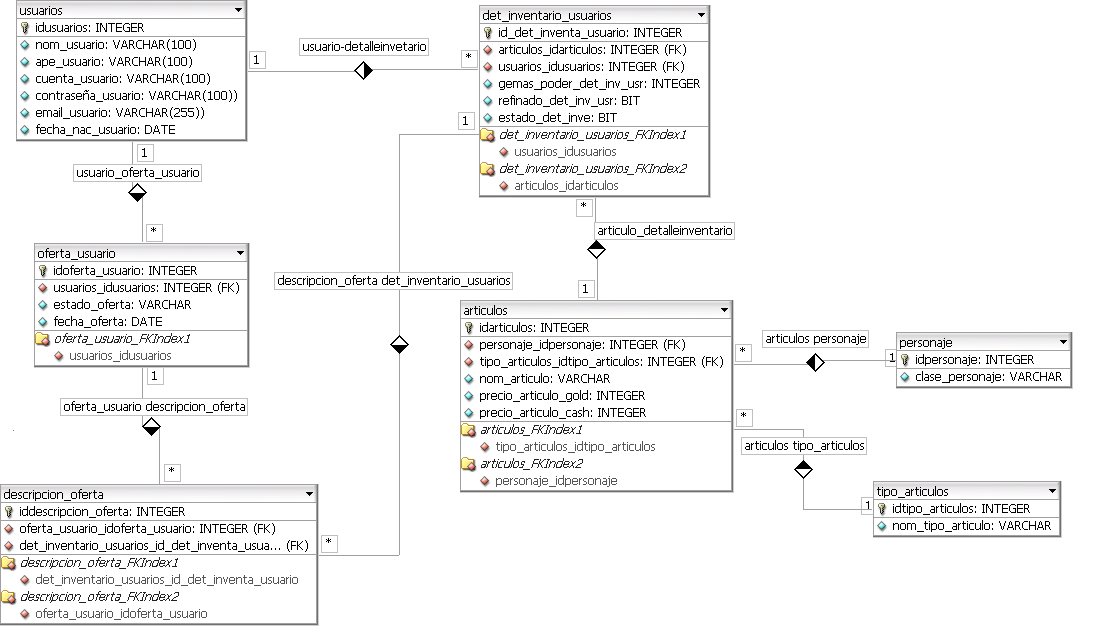 usuarios
idusuarios: INTEGER
nom_usuario: VARCHAR(100)
ape_usuario: VARCHAR(100)
cuenta_usuario: VARCHAR(100)
contraseña_usuario: VARCHAR(100))
email_usuario: VARCHAR(255))
fecha_nac_usuario: DATE
1
usuario-detalleinvetario
*
det_inventario_usuarios
id_det_inventa_usuario: INTEGER
articulos_idarticulos: INTEGER (FK)
usuarios_idusuarios: INTEGER (FK)
gemas_poder_det_inv_usr: INTEGER
refinado_det_inv_usr: BIT
estado_det_inve: BIT
det_inventario_usuarios_FKIndex1
usuarios_idusuarios
det_inventario_usuarios_FKIndex2
articulos_idarticulos
1
1
usuario_oferta_usuario
*
oferta_usuario
idoferta_usuario: INTEGER
usuarios_idusuarios: INTEGER (FK)
estado_oferta: VARCHAR
fecha_oferta: DATE
oferta_usuario_FKIndex1
usuarios_idusuarios
*
articulo_detalleinventario
1
descripcion_oferta det_inventario_usuarios
articulos
idarticulos: INTEGER
personaje_idpersonaje: INTEGER (FK)
tipo_articulos_idtipo_articulos: INTEGER (FK)
nom_articulo: VARCHAR
precio_articulo_gold: INTEGER
precio_articulo_cash: INTEGER
articulos_FKIndex1
tipo_articulos_idtipo_articulos
articulos_FKIndex2
personaje_idpersonaje
articulos personaje
*
1
personaje
idpersonaje: INTEGER
clase_personaje: VARCHAR
*
articulos tipo_articulos
1
tipo_articulos
idtipo_articulos: INTEGER
nom_tipo_articulo: VARCHAR
1
oferta_usuario descripcion_oferta
*
descripcion_oferta
iddescripcion_oferta: INTEGER
oferta_usuario_idoferta_usuario: INTEGER (FK)
det_inventario_usuarios_id_det_inventa_usua... (FK)
descripcion_oferta_FKIndex1
det_inventario_usuarios_id_det_inventa_usuario
descripcion_oferta_FKIndex2
oferta_usuario_idoferta_usuario
*